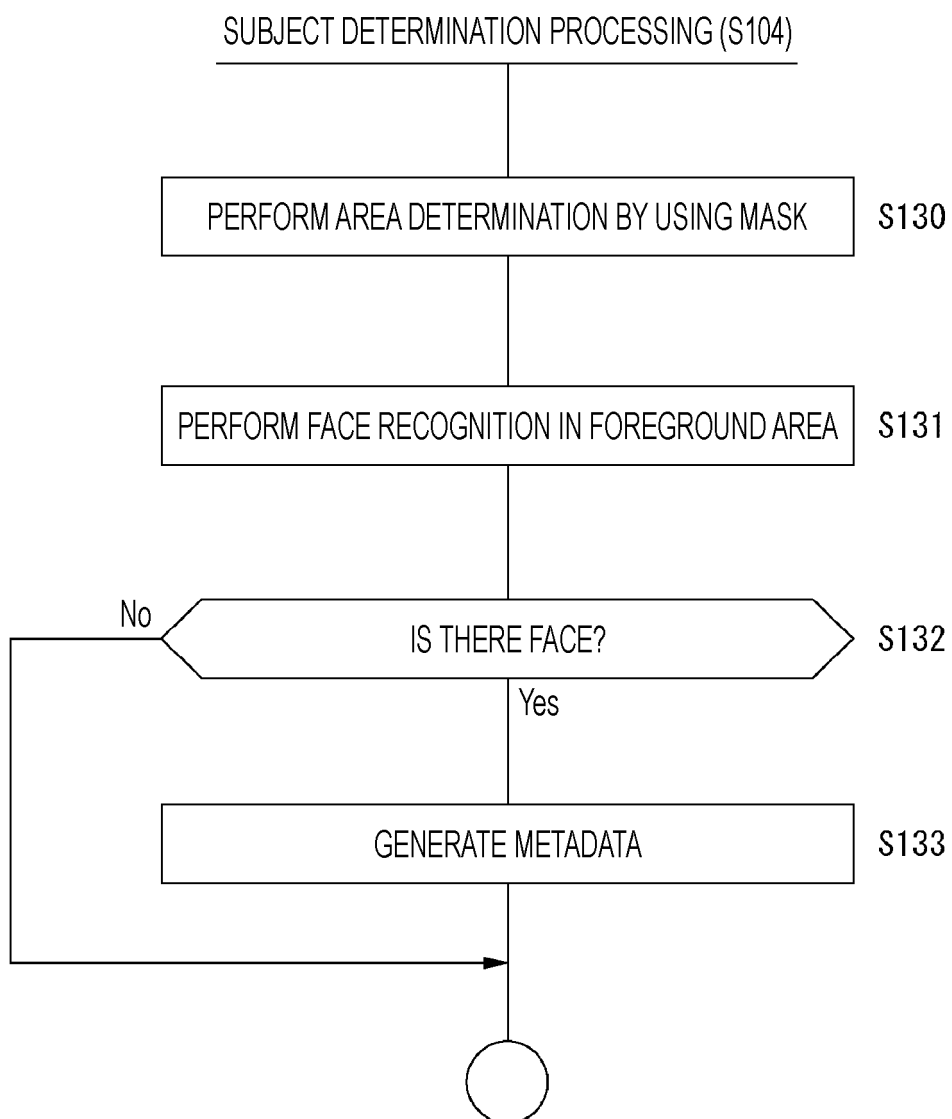 SUBJECT DETERMINATION PROCESSING (S104)
PERFORM AREA DETERMINATION BY USING MASK S130
PERFORM FACE RECOGNITION IN FOREGROUND AREA S131
No
IS THERE FACE? S132
Yes
GENERATE METADATA S133